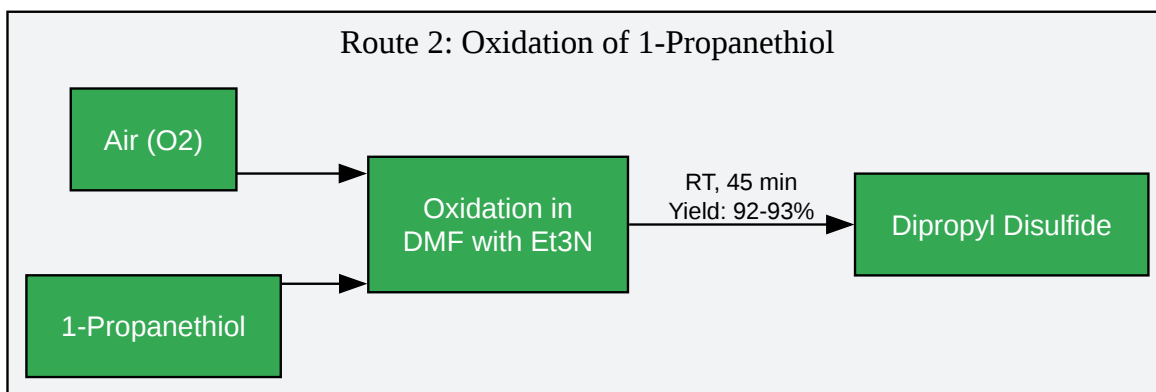 Route 2: Oxidation of 1-Propanethiol
Air (O2)
1-Propanethiol
Oxidation in
DMF with Et3N
RT, 45 min
Yield: 92-93%
Dipropyl Disulfide